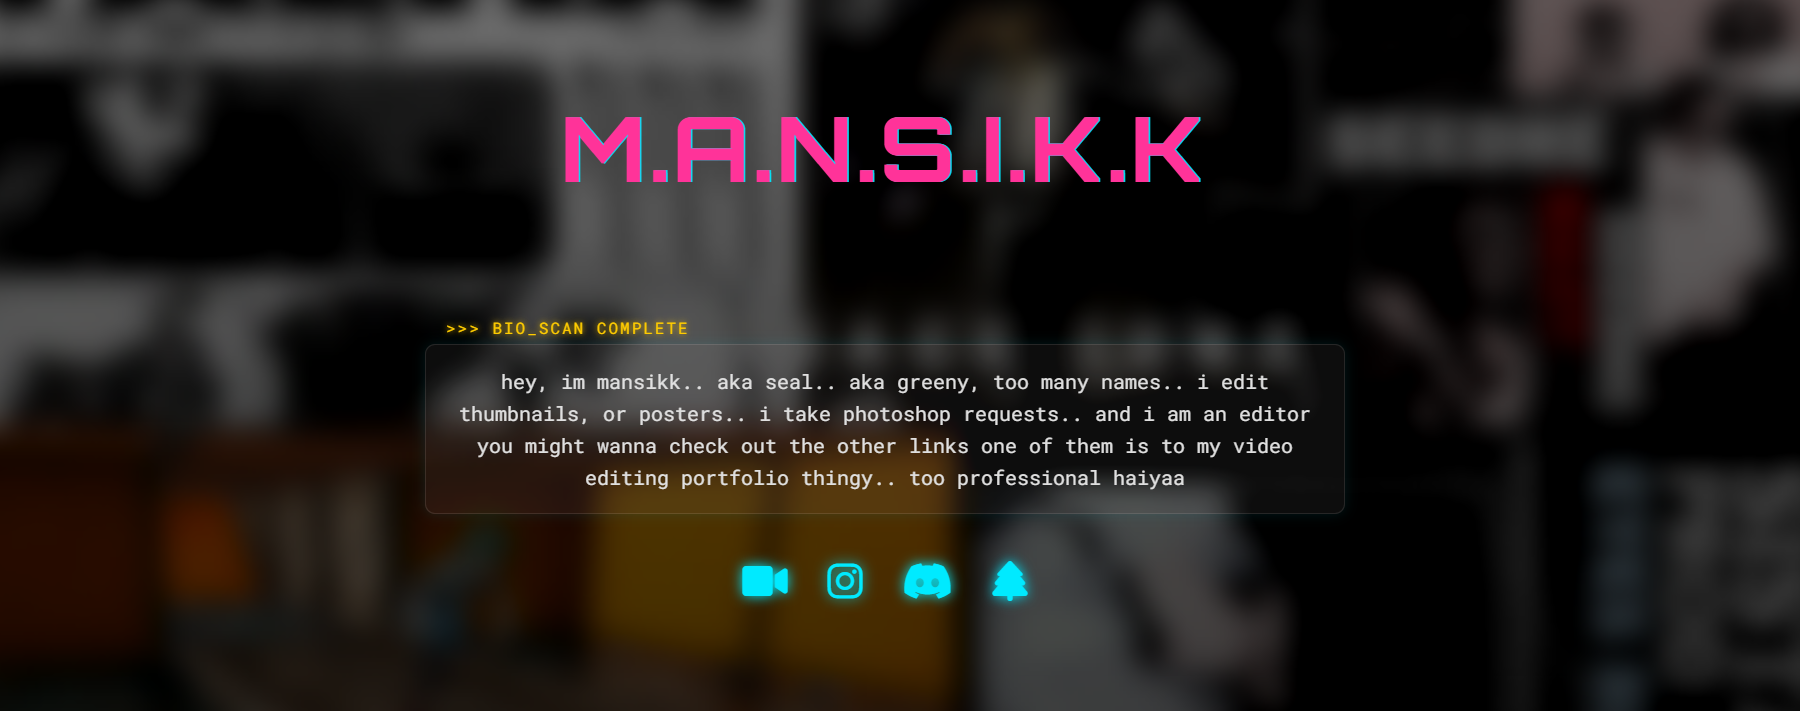 M.A.N.S.I.K.K
>>> BIO_SCAN COMPLETE
hey, im mansikk.. aka seal.. aka greeny, too many names.. i edit
thumbnails, or posters.. i take photoshop requests.. and i am an editor
you might wanna check out the other links one of them is to my video
editing portfolio thingy.. too professional haiyaa